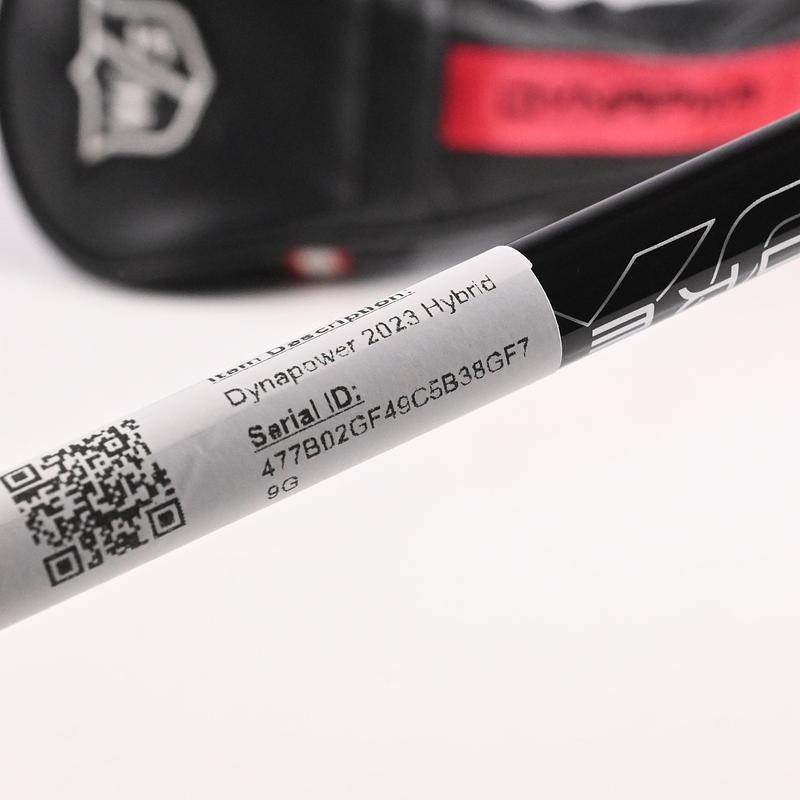 Item Description:
Dynapower 2023 Hybrid
Serial ID:
477B02GF49C5B38GF7
9G